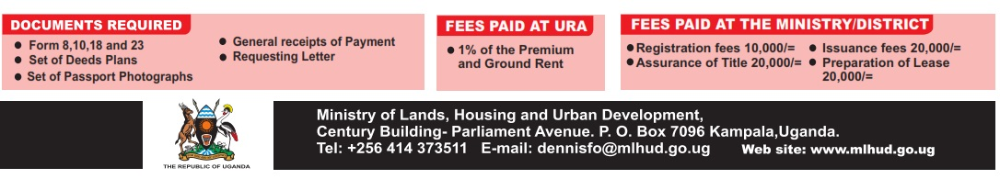 DOCUMENTS REQUIRED
● Form 8,10,18 and 23
● Set of Deeds Plans
● Set of Passport Photographs
● General receipts of Payment
● Requesting Letter
FEES PAID AT URA
● 1% of the Premium
and Ground Rent
FEES PAID AT THE MINISTRY/DISTRICT
● Registration fees 10,000/=
● Assurance of Title 20,000/=
● Issuance fees 20,000/=
● Preparation of Lease
20,000/=
THE REPUBLIC OF UGANDA
Ministry of Lands, Housing and Urban Development,
Century Building- Parliament Avenue. P. O. Box 7096 Kampala,Uganda.
Tel: +256 414 373511 E-mail: dennisfo@mlhud.go.ug Web site: www.mlhud.go.ug